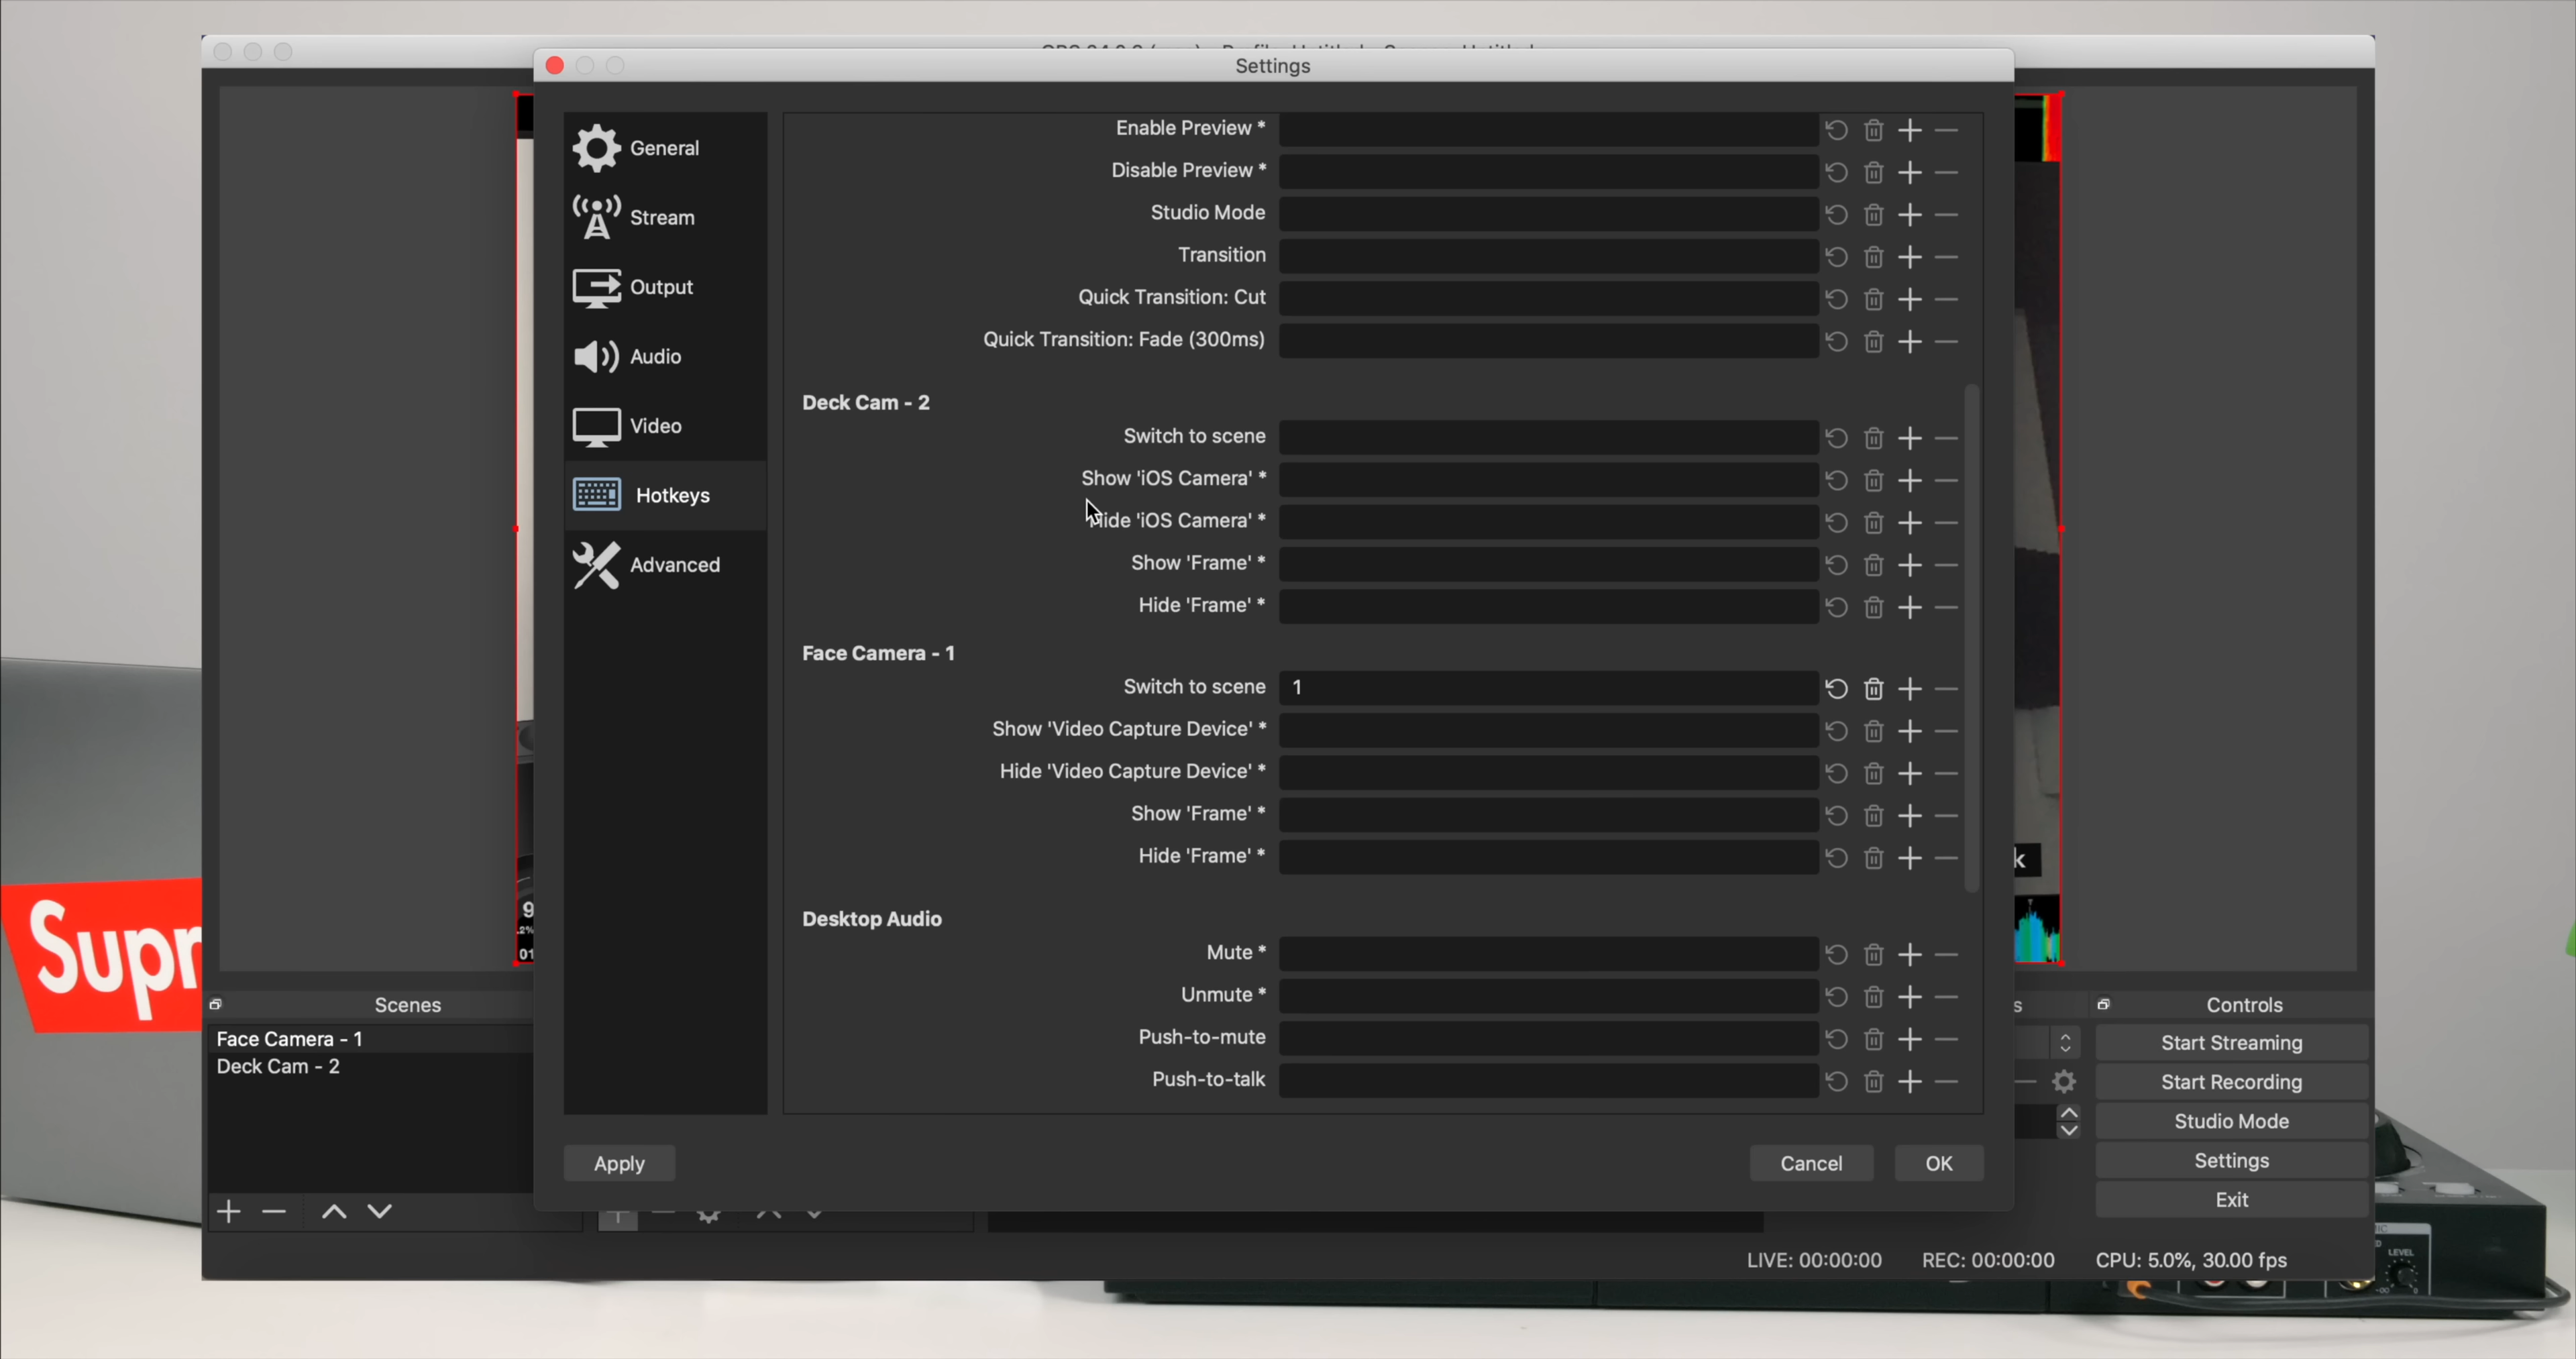 Settings
General
Stream
Output
Audio
Video
Hotkeys
Advanced
Enable Preview *
Disable Preview *
Studio Mode
Transition
Quick Transition: Cut
Quick Transition: Fade (300ms)
Deck Cam - 2
Switch to scene
Show 'iOS Camera' *
Hide 'iOS Camera' *
Show 'Frame' *
Hide 'Frame' *
Face Camera - 1
Switch to scene 1
Show 'Video Capture Device' *
Hide 'Video Capture Device' *
Show 'Frame' *
Hide 'Frame' *
Desktop Audio
Mute *
Unmute *
Push-to-mute
Push-to-talk
Apply
Cancel
OK
Supr
Scenes
Face Camera - 1
Deck Cam - 2
Controls
Start Streaming
Start Recording
Studio Mode
Settings
Exit
LIVE: 00:00:00 REC: 00:00:00 CPU: 5.0%, 30.00 fps
LEVEL